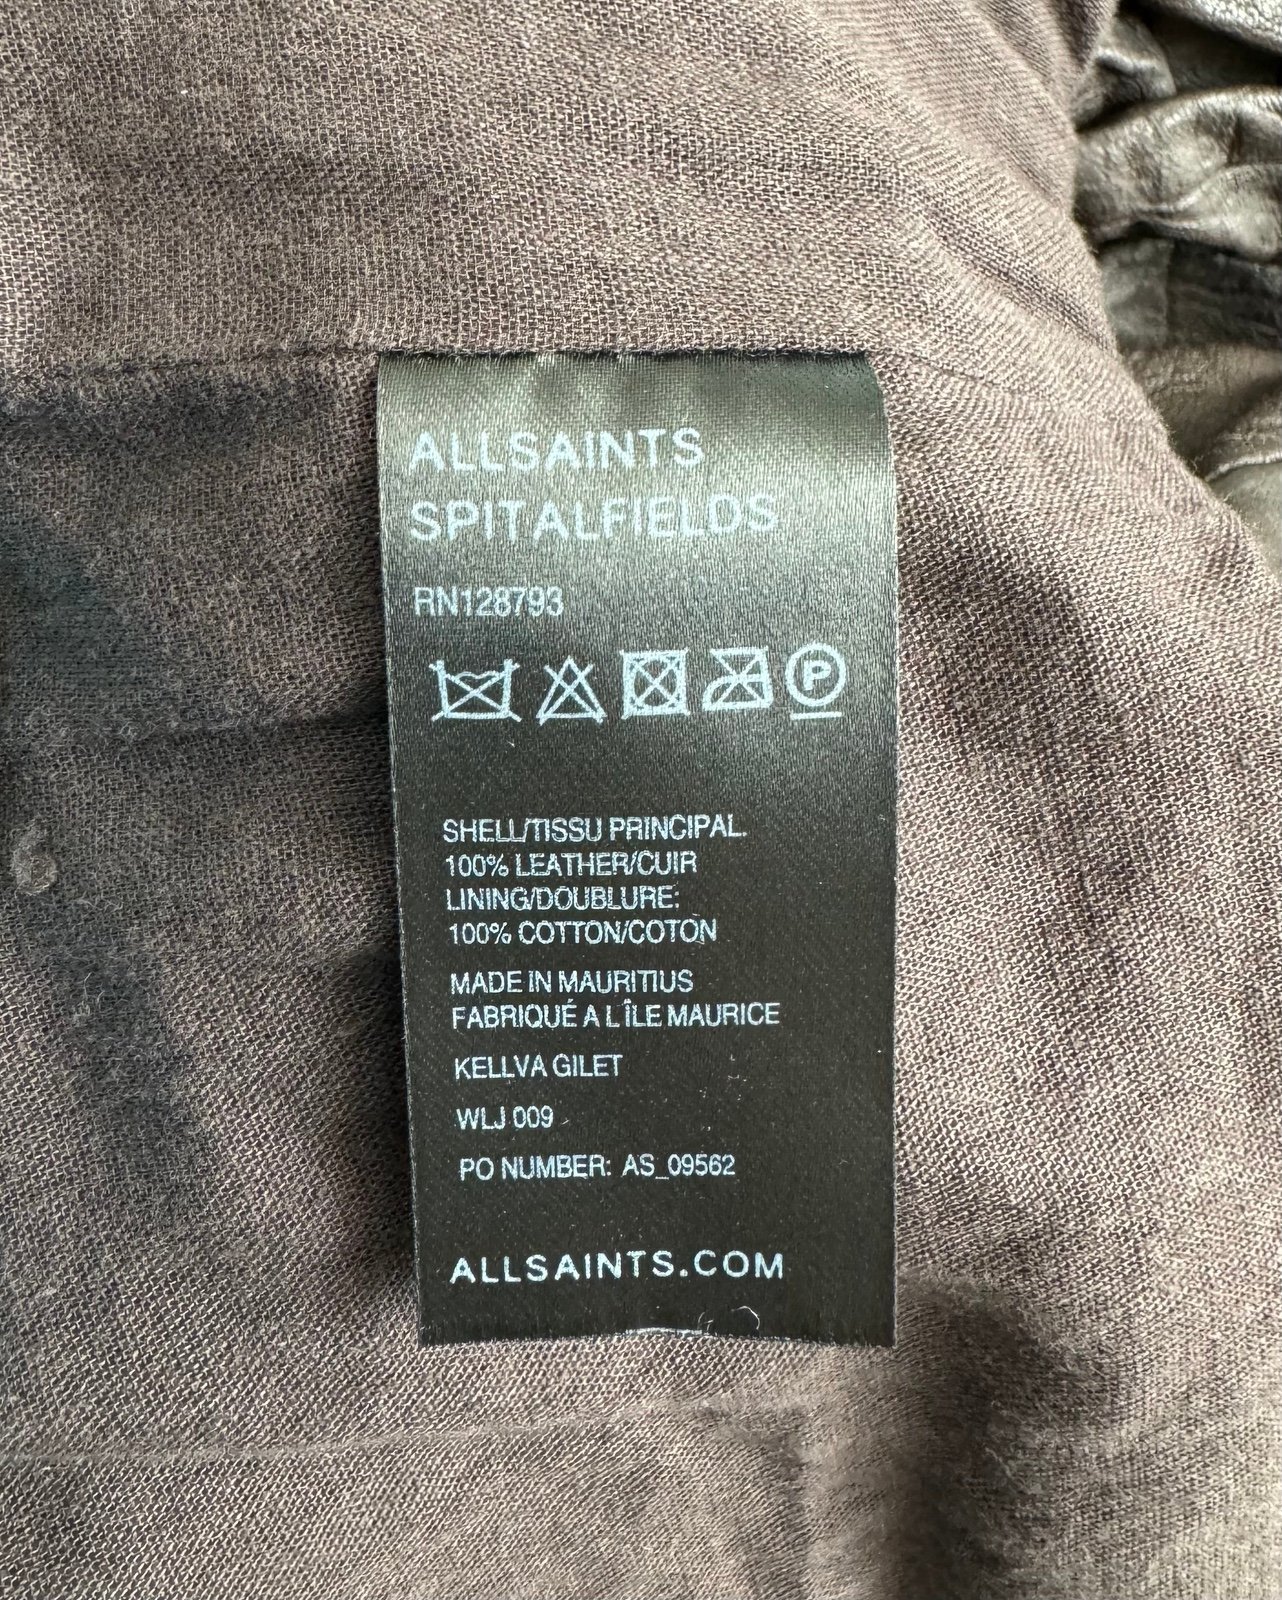 ALLSAINTS
SPITALFIELDS
RN128793
P
SHELL/TISSU PRINCIPAL.
100% LEATHER/CUIR
LINING/DOUBLURE:
100% COTTON/COTON
MADE IN MAURITIUS
FABRIQUÉ A L'ÎLE MAURICE
KELLVA GILET
WLJ 009
PO NUMBER: AS_09562
ALLSAINTS.COM